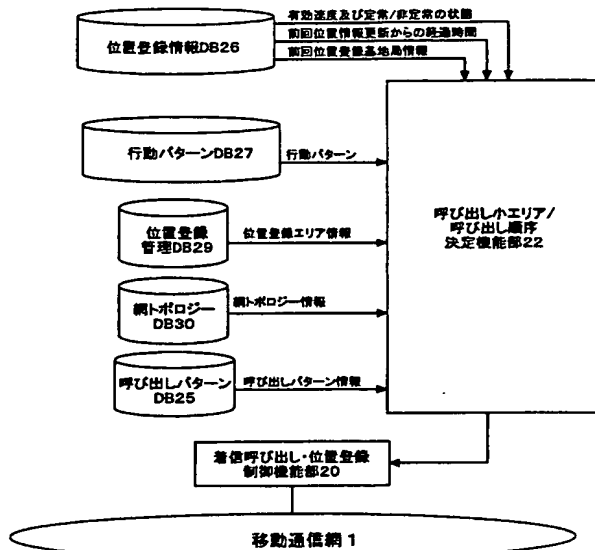 有効速度及び定常/非定常の状態
位置登録情報DB26
前回位置情報更新からの経過時間
前回位置登録基地局情報
行動パターンDB27
行動パターン
位置登録
管理DB29
位置登録エリア情報
呼び出し小エリア/
呼び出し順序
決定機能部22
網トポロジー
DB30
網トポロジー情報
呼び出しパターン
DB25
呼び出しパターン情報
着信呼び出し・位置登録
制御機能部20
移動通信網1